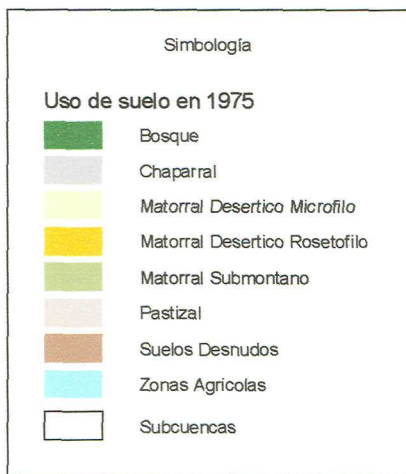 Simbología
Uso de suelo en 1975
Bosque
Chaparral
Matorral Desertico Microfilo
Matorral Desertico Rosetofilo
Matorral Submontano
Pastizal
Suelos Desnudos
Zonas Agricolas
Subcuencas